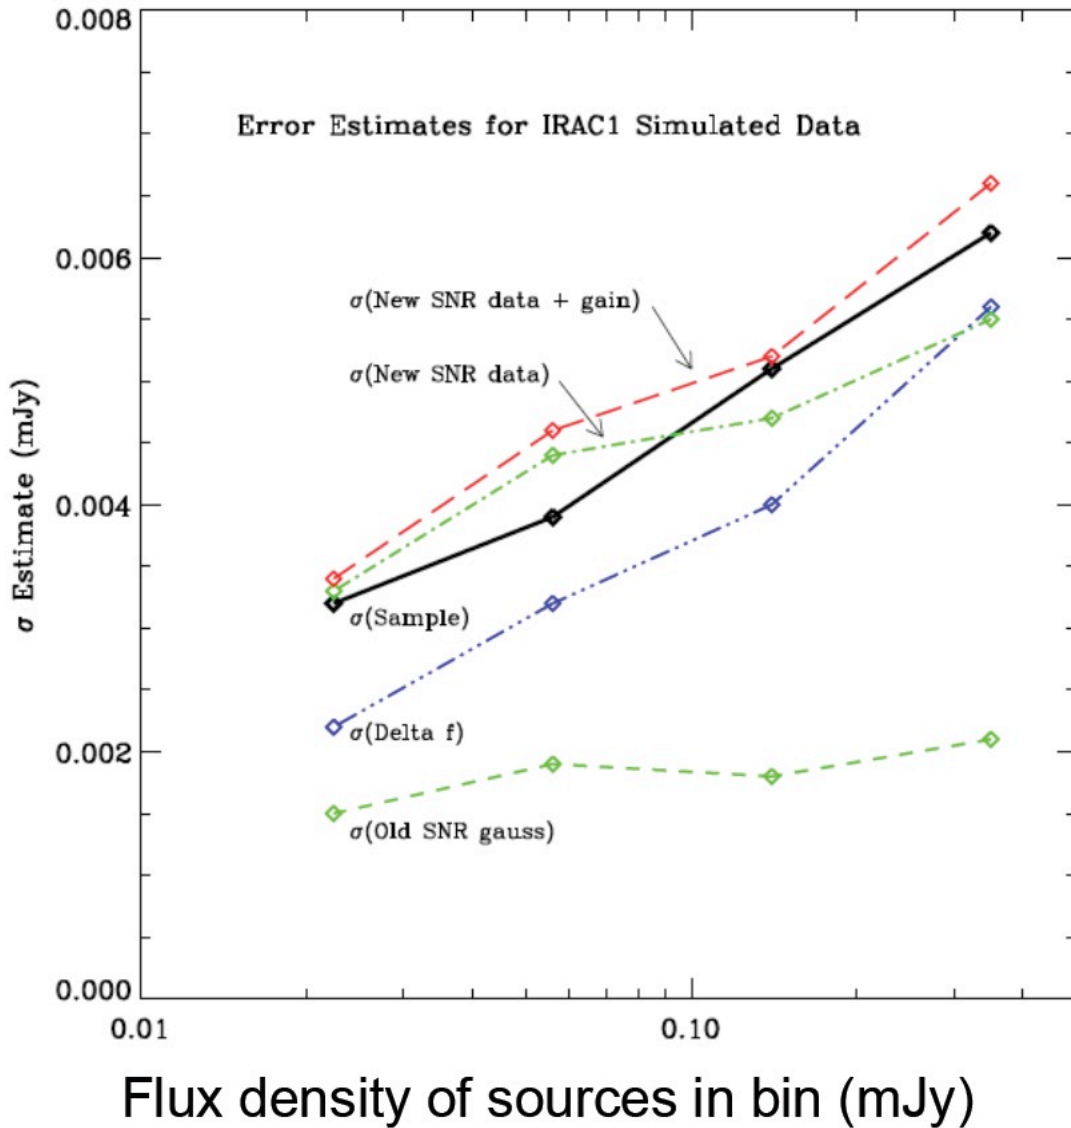 0.008
Error Estimates for IRAC1 Simulated Data
0.006
σ(New SNR data + gain)
σ(New SNR data)
σ Estimate (mJy)
0.004
σ(Sample)
σ(Delta f)
0.002
σ(Old SNR gauss)
0.000
0.01 0.10
Flux density of sources in bin (mJy)